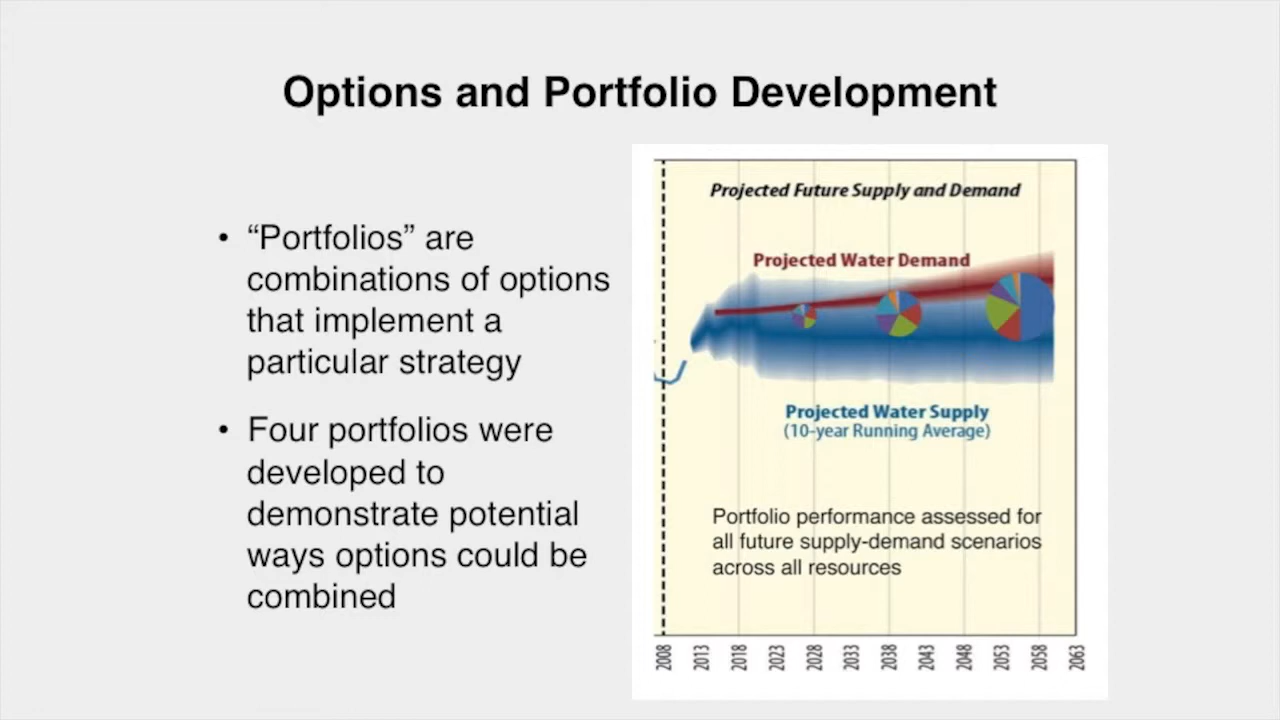 Options and Portfolio Development
• “Portfolios” are
combinations of options
that implement a
particular strategy
• Four portfolios were
developed to
demonstrate potential
ways options could be
combined
Projected Future Supply and Demand
Projected Water Demand
Projected Water Supply
(10-year Running Average)
Portfolio performance assessed for
all future supply-demand scenarios
across all resources
2008 2013 2018 2023 2028 2033 2038 2043 2048 2053 2058 2063